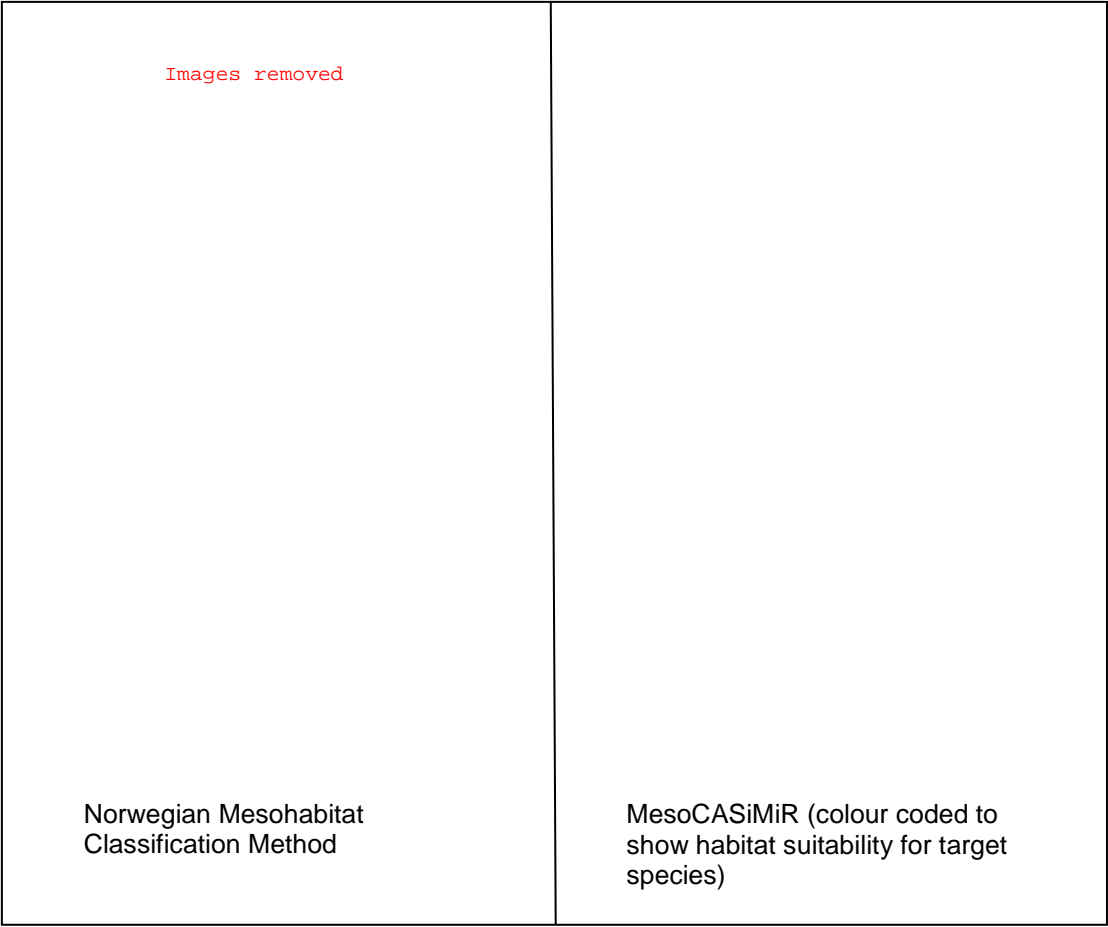 Images removed
Norwegian Mesohabitat
Classification Method
MesoCASiMiR (colour coded to
show habitat suitability for target
species)